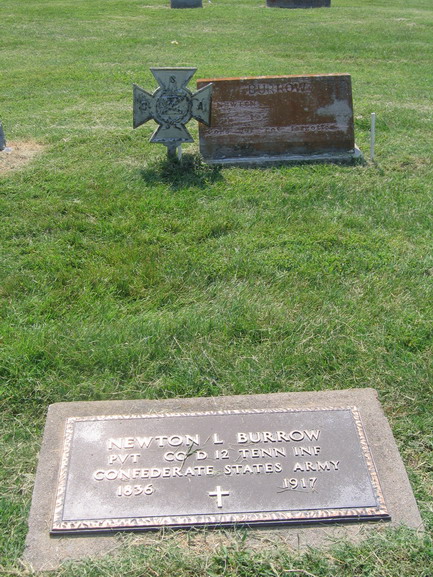 S
C A
BURROW
NEWTON L BURROW
PVT CO D 12 TENN INF
CONFEDERATE STATES ARMY
1836 1917